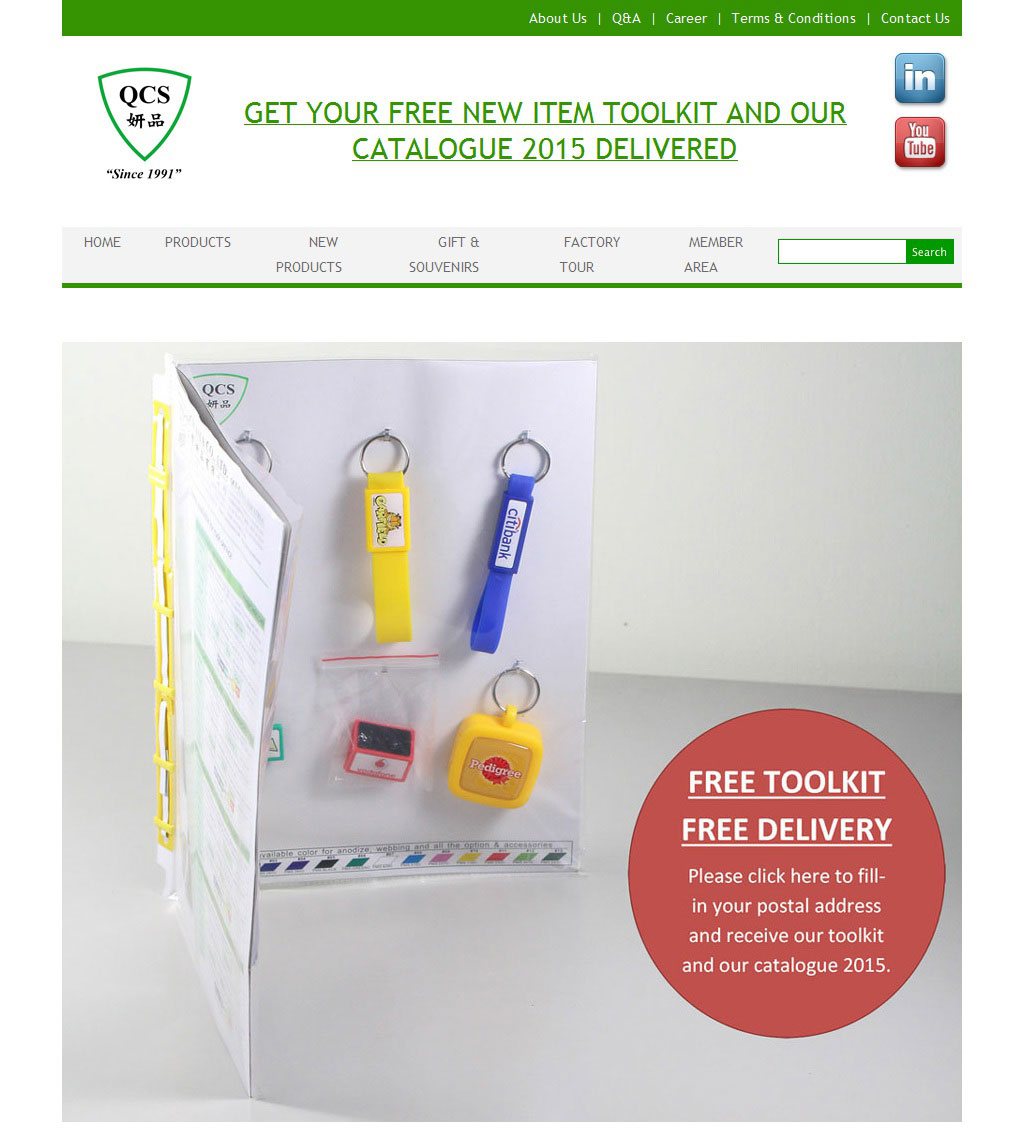 About Us | Q&A | Career | Terms & Conditions | Contact Us
QCS
妍品
“Since 1991”
GET YOUR FREE NEW ITEM TOOLKIT AND OUR
CATALOGUE 2015 DELIVERED
in
You
Tube
HOME
PRODUCTS
NEW
PRODUCTS
GIFT &
SOUVENIRS
FACTORY
TOUR
MEMBER
AREA
Search
QCS
妍品
citibank
Pedigree
available color for anodize, webbing and all the option & accessories
FREE TOOLKIT
FREE DELIVERY
Please click here to fill-
in your postal address
and receive our toolkit
and our catalogue 2015.